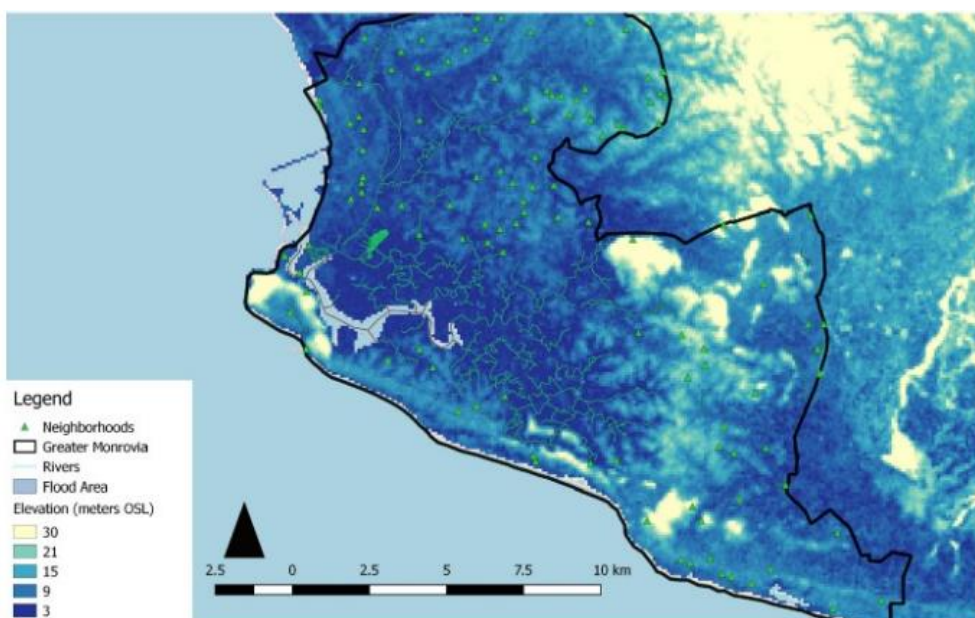 Legend
Neighborhoods
Greater Monrovia
Rivers
Flood Area
Elevation (meters OSL)
30
21
15
9
3
2.5 0 2.5 5 7.5 10 km